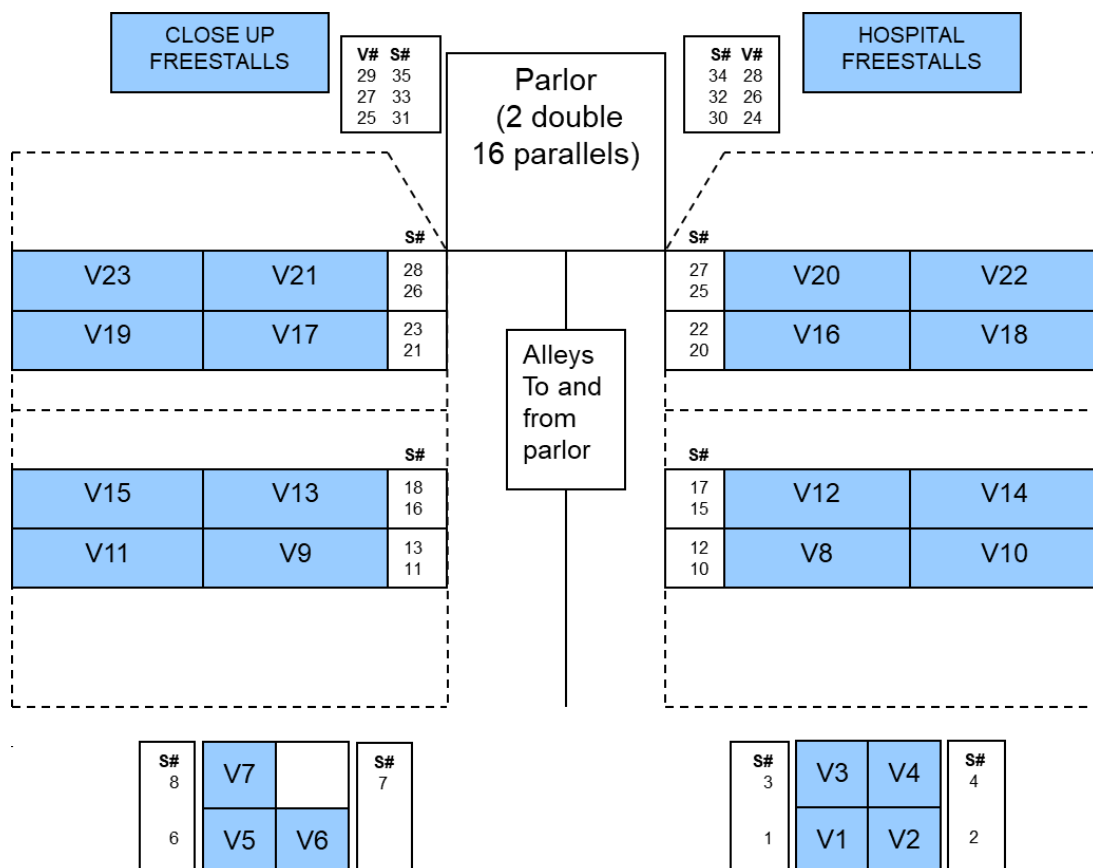 CLOSE UP
FREESTALLS
V# S#
29 35
27 33
25 31
Parlor
(2 double
16 parallels)
S# V#
34 28
32 26
30 24
HOSPITAL
FREESTALLS
S#
S#
V23 V21 28
26
27
25 V20 V22
V19 V17 23
21
22
20 V16 V18
Alleys
To and
from
parlor
S#
S#
V15 V13 18
16
17
15 V12 V14
V11 V9 13
11
12
10 V8 V10
S#
8 V7
S#
7
6 V5 V6
S#
3 V3 V4
S#
4
1 V1 V2 2